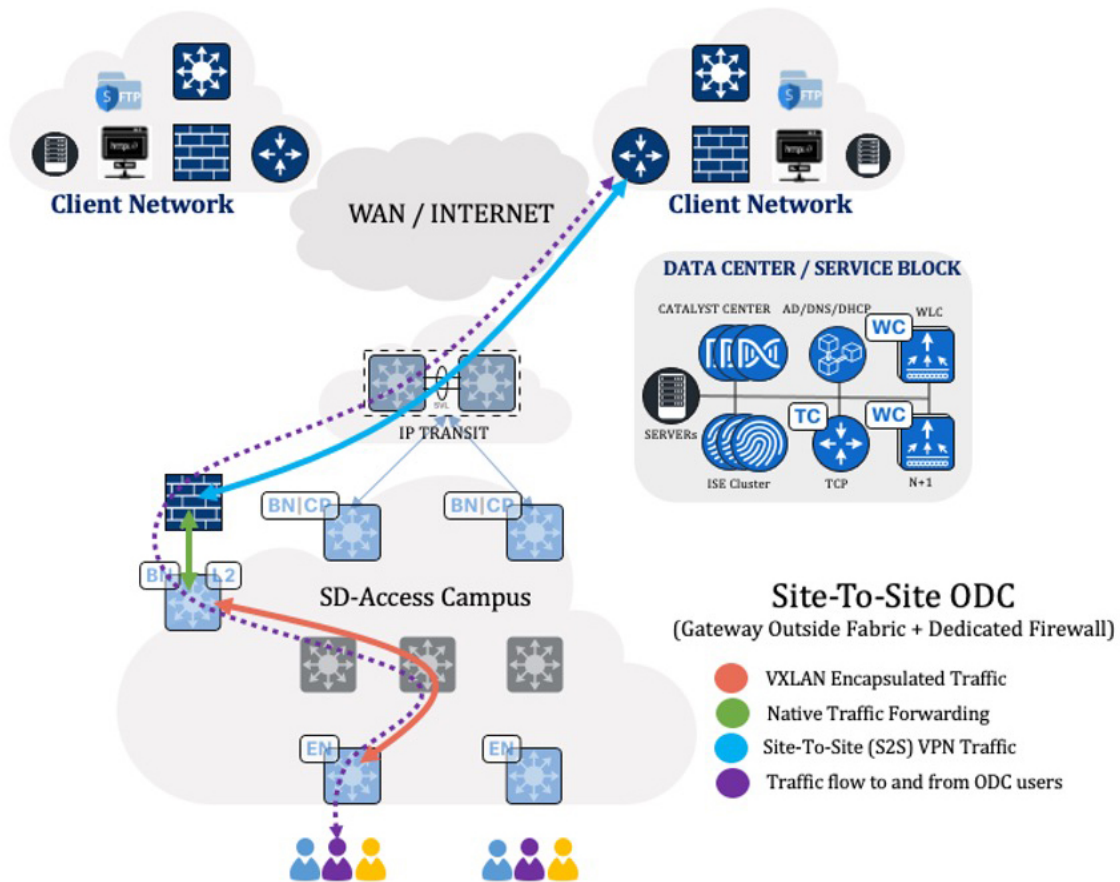 S FTP
https://
Client Network
WAN / INTERNET
S FTP
https://
Client Network
DATA CENTER / SERVICE BLOCK
CATALYST CENTER
AD/DNS/DHCP
WLC
WC
SERVERs
TC
WC
ISE Cluster
TCP
N+1
SVL
IP TRANSIT
BN|CP
BN|CP
BN
L2
SD-Access Campus
EN
EN
Site-To-Site ODC
(Gateway Outside Fabric + Dedicated Firewall)
VXLAN Encapsulated Traffic
Native Traffic Forwarding
Site-To-Site (S2S) VPN Traffic
Traffic flow to and from ODC users